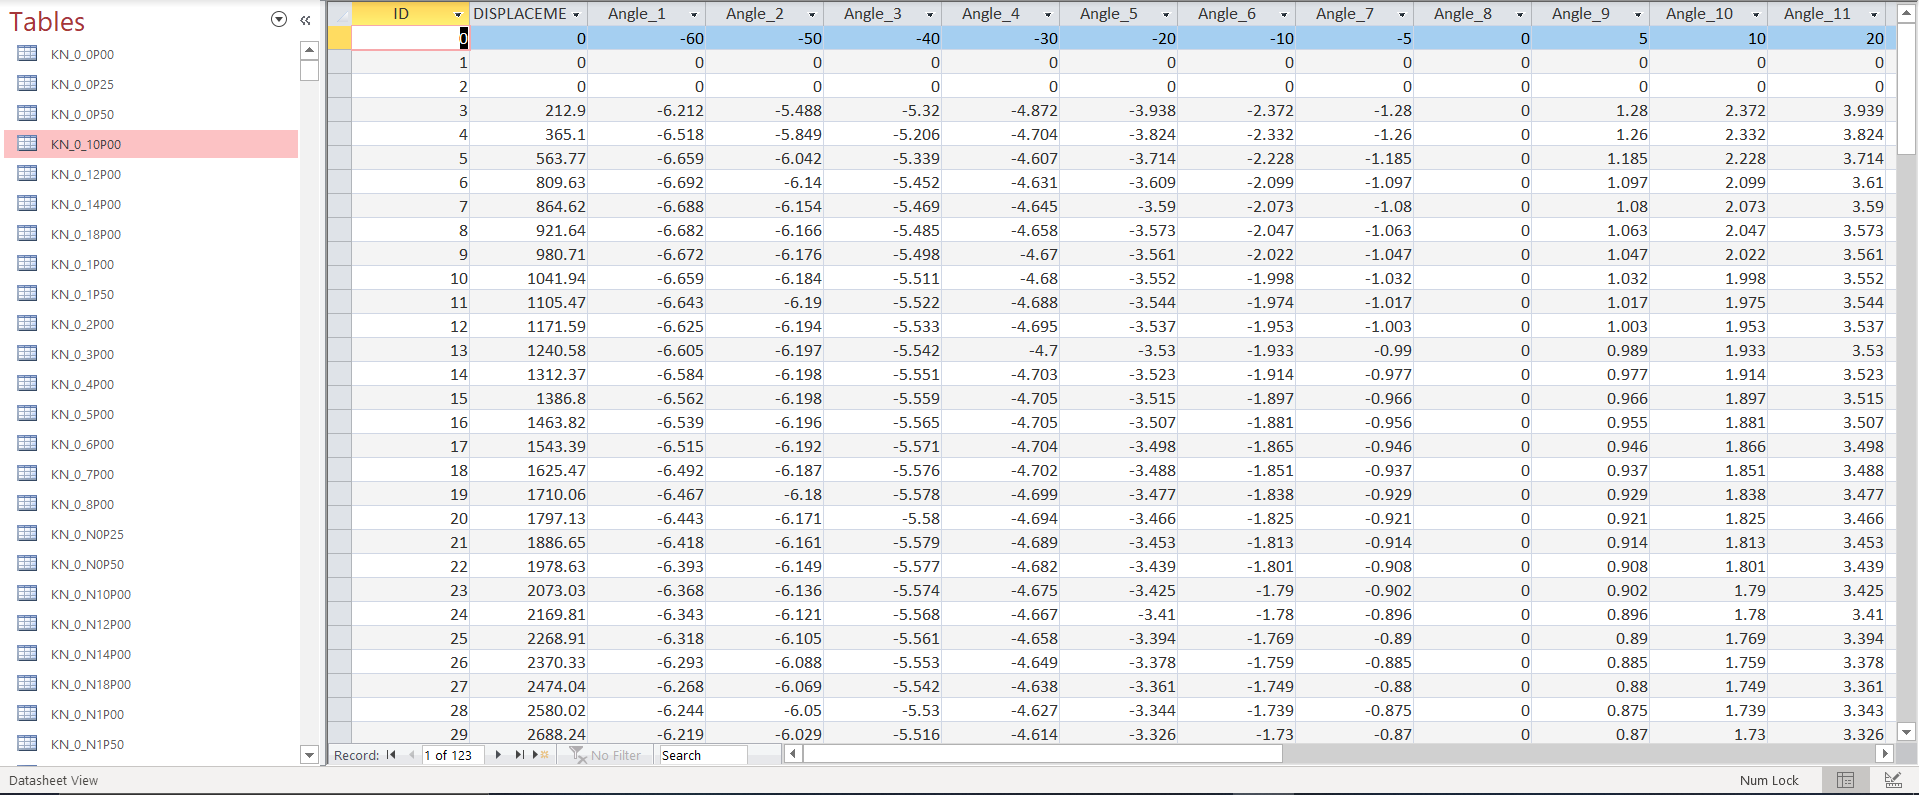 Tables
KN_0_0P00
KN_0_0P25
KN_0_0P50
KN_0_10P00
KN_0_12P00
KN_0_14P00
KN_0_18P00
KN_0_1P00
KN_0_1P50
KN_0_2P00
KN_0_3P00
KN_0_4P00
KN_0_5P00
KN_0_6P00
KN_0_7P00
KN_0_8P00
KN_0_N0P25
KN_0_N0P50
KN_0_N10P00
KN_0_N12P00
KN_0_N14P00
KN_0_N18P00
KN_0_N1P00
KN_0_N1P50
ID DISPLACEME Angle_1 Angle_2 Angle_3 Angle_4 Angle_5 Angle_6 Angle_7 Angle_8 Angle_9 Angle_10 Angle_11
0 0 -60 -50 -40 -30 -20 -10 -5 0 5 10 20
1 0 0 0 0 0 0 0 0 0 0 0 0
2 0 0 0 0 0 0 0 0 0 0 0 0
3 212.9 -6.212 -5.488 -5.32 -4.872 -3.938 -2.372 -1.28 0 1.28 2.372 3.939
4 365.1 -6.518 -5.849 -5.206 -4.704 -3.824 -2.332 -1.26 0 1.26 2.332 3.824
5 563.77 -6.659 -6.042 -5.339 -4.607 -3.714 -2.228 -1.185 0 1.185 2.228 3.714
6 809.63 -6.692 -6.14 -5.452 -4.631 -3.609 -2.099 -1.097 0 1.097 2.099 3.61
7 864.62 -6.688 -6.154 -5.469 -4.645 -3.59 -2.073 -1.08 0 1.08 2.073 3.59
8 921.64 -6.682 -6.166 -5.485 -4.658 -3.573 -2.047 -1.063 0 1.063 2.047 3.573
9 980.71 -6.672 -6.176 -5.498 -4.67 -3.561 -2.022 -1.047 0 1.047 2.022 3.561
10 1041.94 -6.659 -6.184 -5.511 -4.68 -3.552 -1.998 -1.032 0 1.032 1.998 3.552
11 1105.47 -6.643 -6.19 -5.522 -4.688 -3.544 -1.974 -1.017 0 1.017 1.975 3.544
12 1171.59 -6.625 -6.194 -5.533 -4.695 -3.537 -1.953 -1.003 0 1.003 1.953 3.537
13 1240.58 -6.605 -6.197 -5.542 -4.7 -3.53 -1.933 -0.99 0 0.989 1.933 3.53
14 1312.37 -6.584 -6.198 -5.551 -4.703 -3.523 -1.914 -0.977 0 0.977 1.914 3.523
15 1386.8 -6.562 -6.198 -5.559 -4.705 -3.515 -1.897 -0.966 0 0.966 1.897 3.515
16 1463.82 -6.539 -6.196 -5.565 -4.705 -3.507 -1.881 -0.956 0 0.955 1.881 3.507
17 1543.39 -6.515 -6.192 -5.571 -4.704 -3.498 -1.865 -0.946 0 0.946 1.866 3.498
18 1625.47 -6.492 -6.187 -5.576 -4.702 -3.488 -1.851 -0.937 0 0.937 1.851 3.488
19 1710.06 -6.467 -6.18 -5.578 -4.699 -3.477 -1.838 -0.929 0 0.929 1.838 3.477
20 1797.13 -6.443 -6.171 -5.58 -4.694 -3.466 -1.825 -0.921 0 0.921 1.825 3.466
21 1886.65 -6.418 -6.161 -5.579 -4.689 -3.453 -1.813 -0.914 0 0.914 1.813 3.453
22 1978.63 -6.393 -6.149 -5.577 -4.682 -3.439 -1.801 -0.908 0 0.908 1.801 3.439
23 2073.03 -6.368 -6.136 -5.574 -4.675 -3.425 -1.79 -0.902 0 0.902 1.79 3.425
24 2169.81 -6.343 -6.121 -5.568 -4.667 -3.41 -1.78 -0.896 0 0.896 1.78 3.41
25 2268.91 -6.318 -6.105 -5.561 -4.658 -3.394 -1.769 -0.89 0 0.89 1.769 3.394
26 2370.33 -6.293 -6.088 -5.553 -4.649 -3.378 -1.759 -0.885 0 0.885 1.759 3.378
27 2474.04 -6.268 -6.069 -5.542 -4.638 -3.361 -1.749 -0.88 0 0.88 1.749 3.361
28 2580.02 -6.244 -6.05 -5.53 -4.627 -3.344 -1.739 -0.875 0 0.875 1.739 3.343
29 2688.24 -6.219 -6.029 -5.516 -4.614 -3.326 -1.73 -0.87 0 0.87 1.73 3.326
Record: 1 of 123 No Filter Search
Datasheet View Num Lock